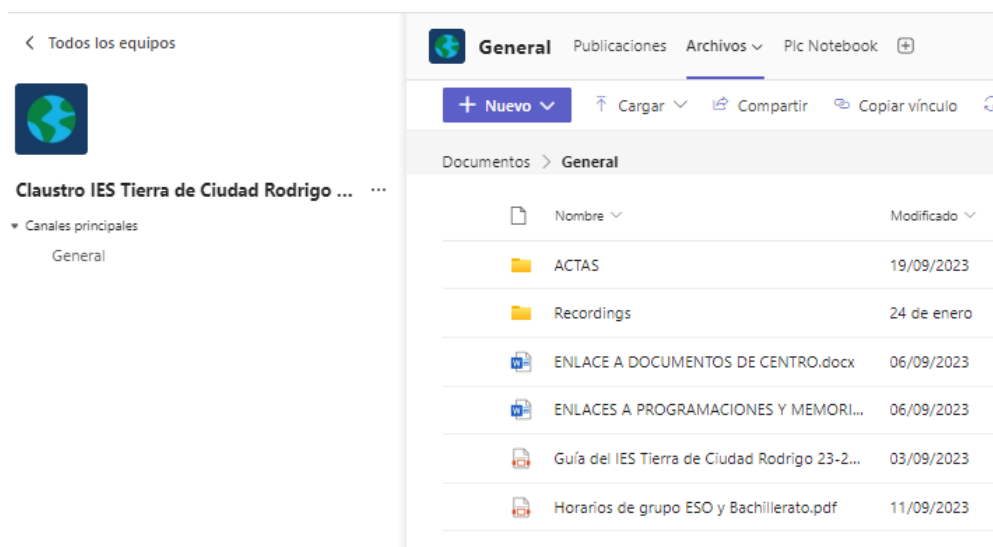 Todos los equipos
Claustro IES Tierra de Ciudad Rodrigo ...
Canales principales
General
General Publicaciones Archivos Plc Notebook
Nuevo Cargar Compartir Copiar vínculo
Documentos > General
Nombre Modificado
ACTAS 19/09/2023
Recordings 24 de enero
ENLACE A DOCUMENTOS DE CENTRO.docx 06/09/2023
ENLACES A PROGRAMACIONES Y MEMORI... 06/09/2023
Guía del IES Tierra de Ciudad Rodrigo 23-2... 03/09/2023
Horarios de grupo ESO y Bachillerato.pdf 11/09/2023